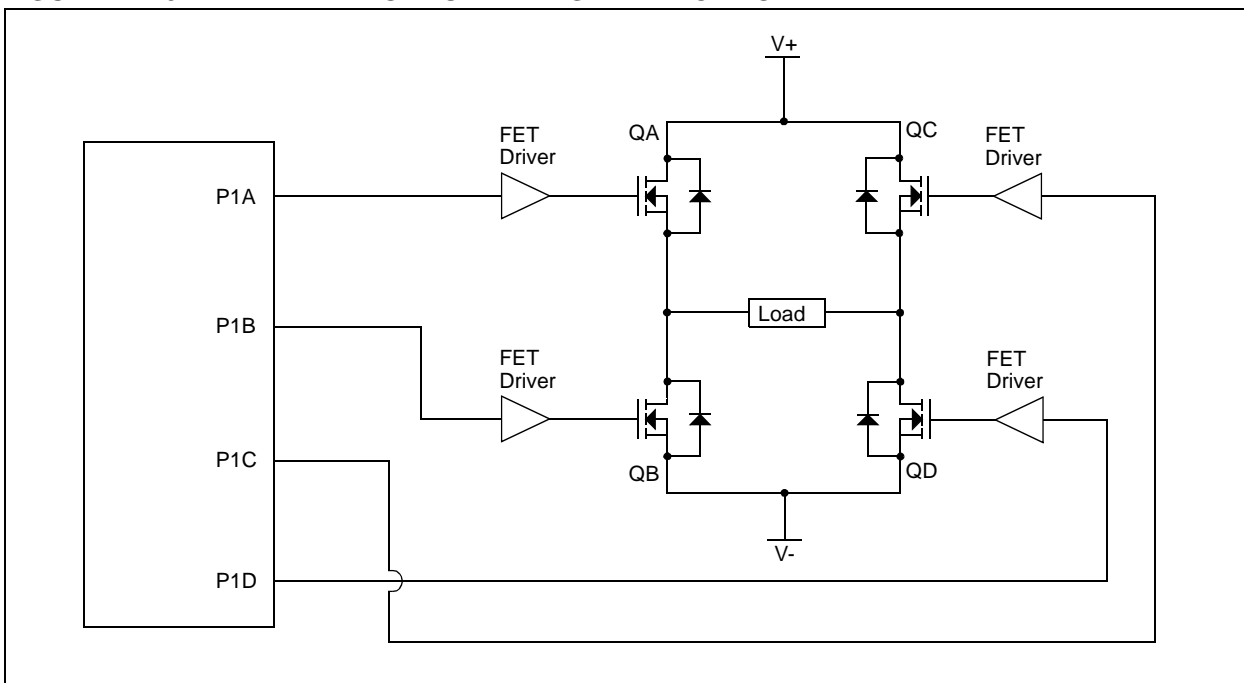 V+
QA
QC
FET
Driver
FET
Driver
P1A
P1B
Load
FET
Driver
FET
Driver
P1C
QB
QD
V-
P1D